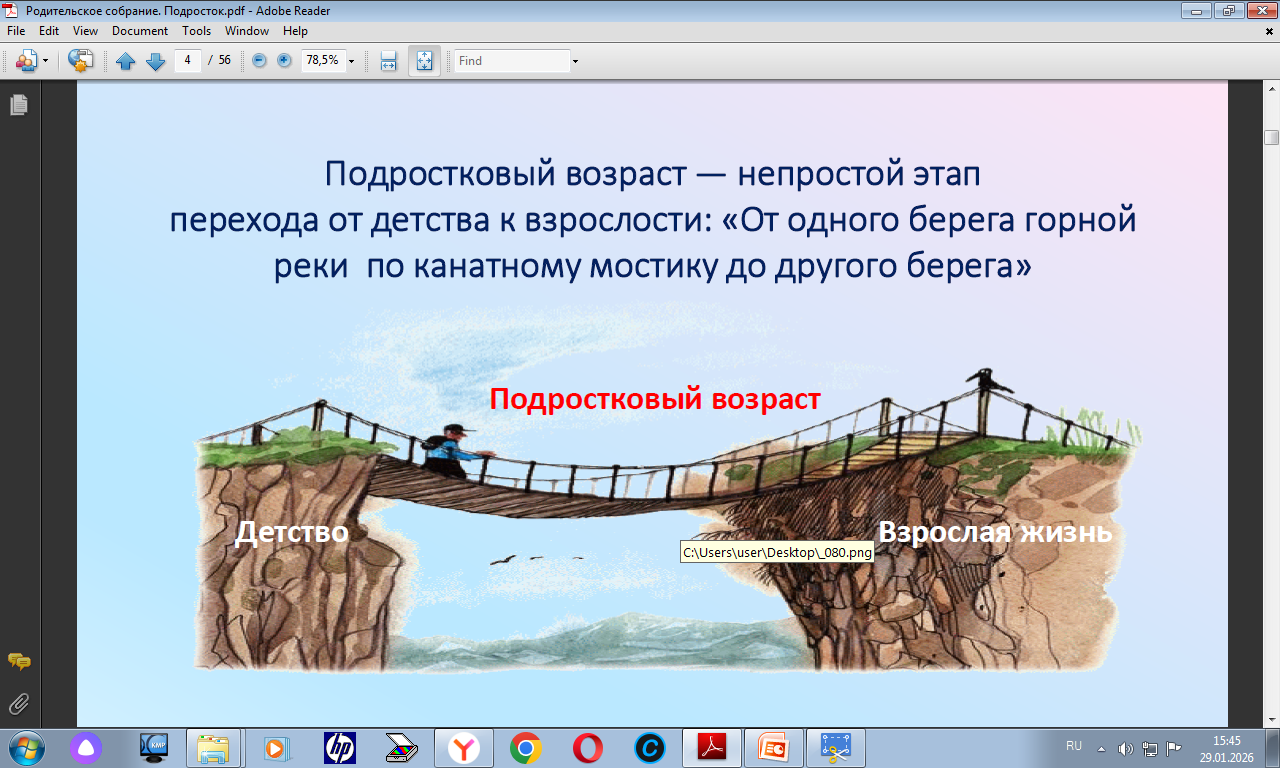 Родительское собрание. Подросток.pdf - Adobe Reader
File Edit View Document Tools Window Help
4 / 56 78,5% Find
Подростковый возраст — непростой этап
перехода от детства к взрослости: «От одного берега горной
реки по канатному мостику до другого берега»
Подростковый возраст
Детство
Взрослая жизнь
C:\Users\user\Desktop\_080.png
KMP
hp
RU
15:45
29.01.2026